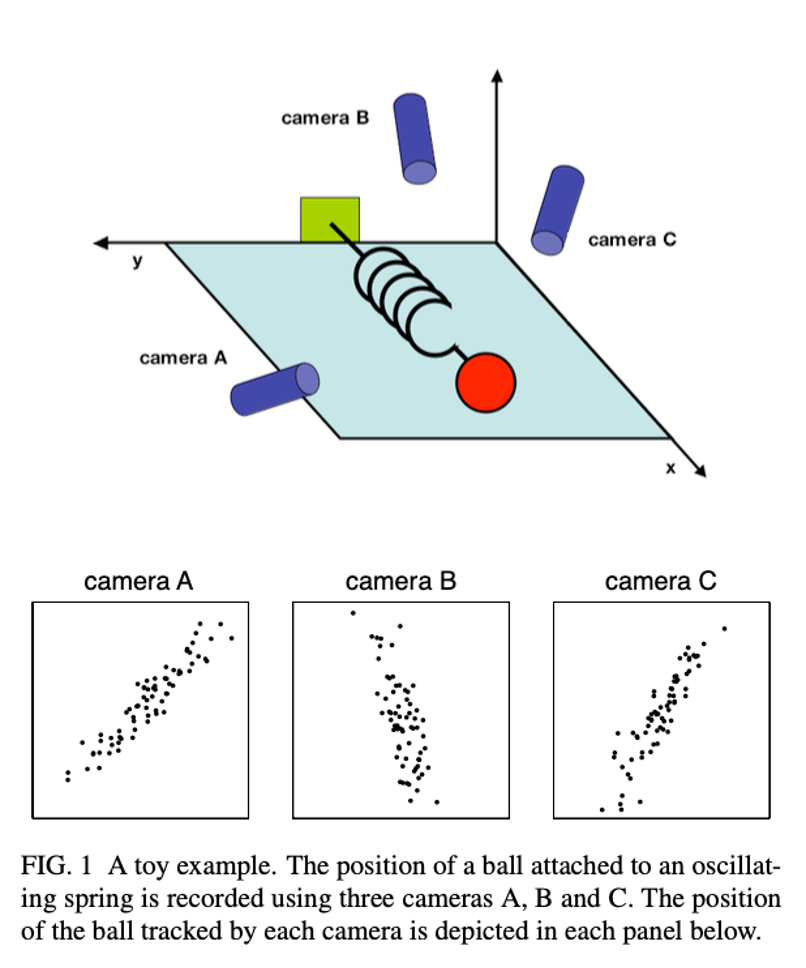 camera B
camera C
y
camera A
x
camera A
camera B
camera C
FIG. 1 A toy example. The position of a ball attached to an oscillat-
ing spring is recorded using three cameras A, B and C. The position
of the ball tracked by each camera is depicted in each panel below.